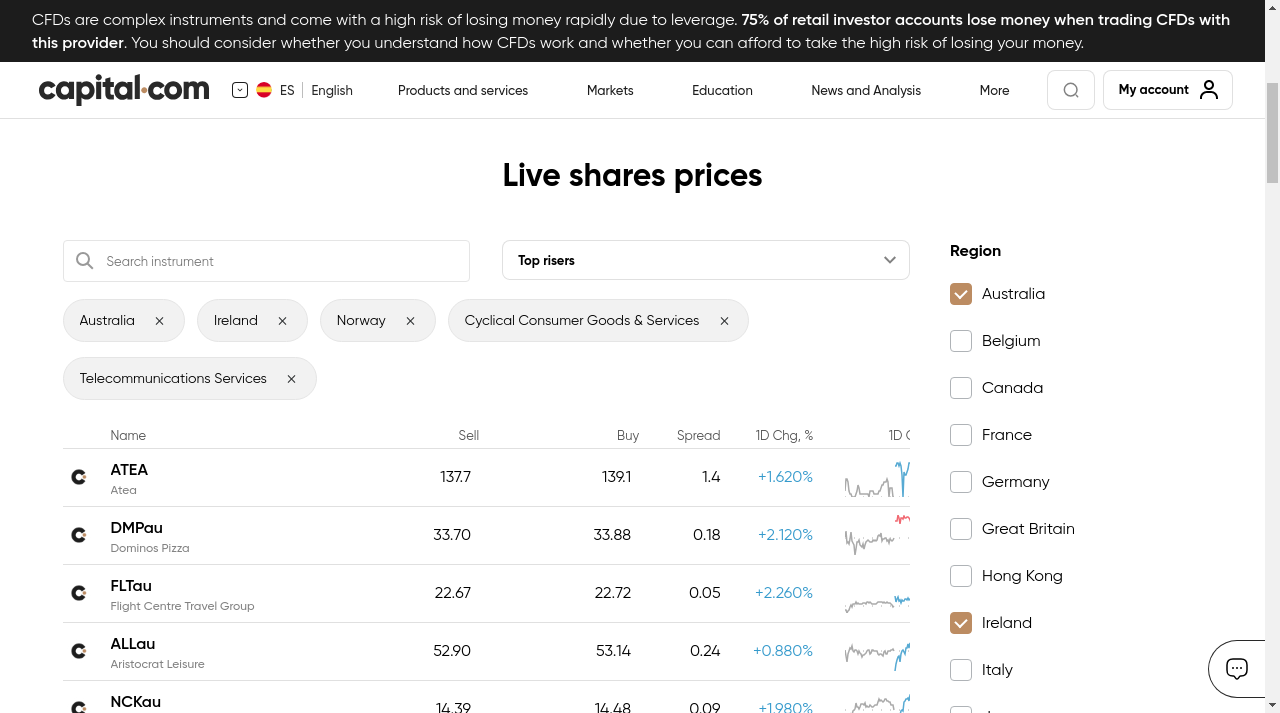 CFDs are complex instruments and come with a high risk of losing money rapidly due to leverage. 75% of retail investor accounts lose money when trading CFDs with
this provider. You should consider whether you understand how CFDs work and whether you can afford to take the high risk of losing your money.
capital.com ES English Products and services Markets Education News and Analysis More My account
Live shares prices
Search instrument
Top risers
Australia
Ireland
Norway
Cyclical Consumer Goods & Services
Telecommunications Services
Name Sell Buy Spread 1D Chg, % 1D
ATEA 137.7 139.1 1.4 +1.620%
Atea
DMPau 33.70 33.88 0.18 +2.120%
Dominos Pizza
FLTau 22.67 22.72 0.05 +2.260%
Flight Centre Travel Group
ALLau 52.90 53.14 0.24 +0.880%
Aristocrat Leisure
NCKau 14.39 14.48 0.09 +1.980%
Region
Australia
Belgium
Canada
France
Germany
Great Britain
Hong Kong
Ireland
Italy